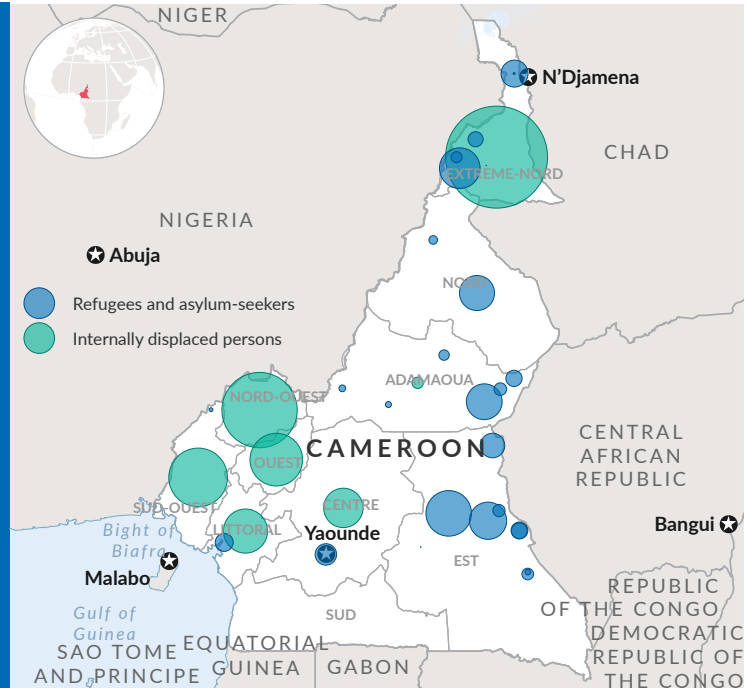 NIGER
N'Djamena
CHAD
EXTREME-NORD
NIGERIA
Abuja
NORD
Refugees and asylum-seekers
Internally displaced persons
ADAMAOUA
NORD-OUEST
CAMEROON
OUEST
CENTRAL
AFRICAN
REPUBLIC
SUD-OUEST
CENTRE
LITTORAL
Yaounde
Bight of
Biafra
Bangui
EST
Malabo
REPUBLIC
OF THE CONGO
Gulf of
Guinea
SUD
DEMOCRATIC
REPUBLIC OF
THE CONGO
SAO TOME
AND PRINCIPE
EQUATORIAL
GUINEA
GABON